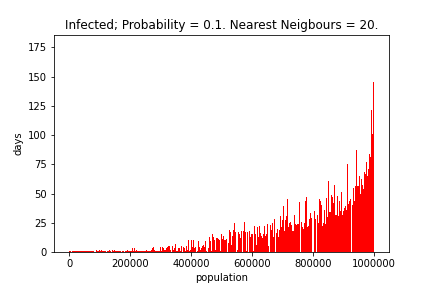 Infected; Probability = 0.1. Nearest Neigbours = 20.
175
150
125
100
75
50
25
0
days
0 200000 400000 600000 800000 1000000
population